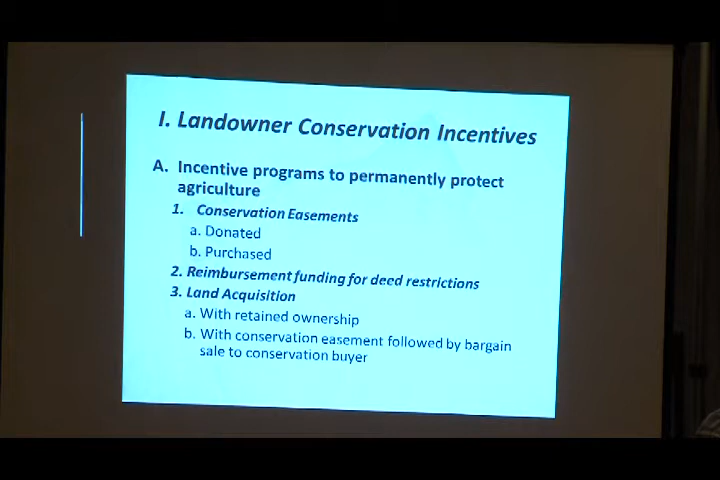 I. Landowner Conservation Incentives
A. Incentive programs to permanently protect
agriculture
1. Conservation Easements
a. Donated
b. Purchased
2. Reimbursement funding for deed restrictions
3. Land Acquisition
a. With retained ownership
b. With conservation easement followed by bargain
sale to conservation buyer